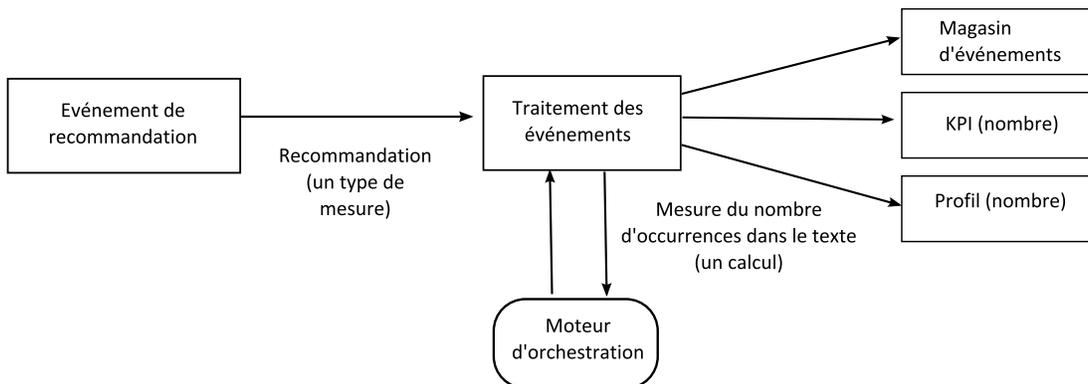 Evénement de
recommandation
Recommandation
(un type de
mesure)
Traitement des
événements
Mesure du nombre
d'occurrences dans le texte
(un calcul)
Magasin
d'événements
KPI (nombre)
Profil (nombre)
Moteur
d'orchestration